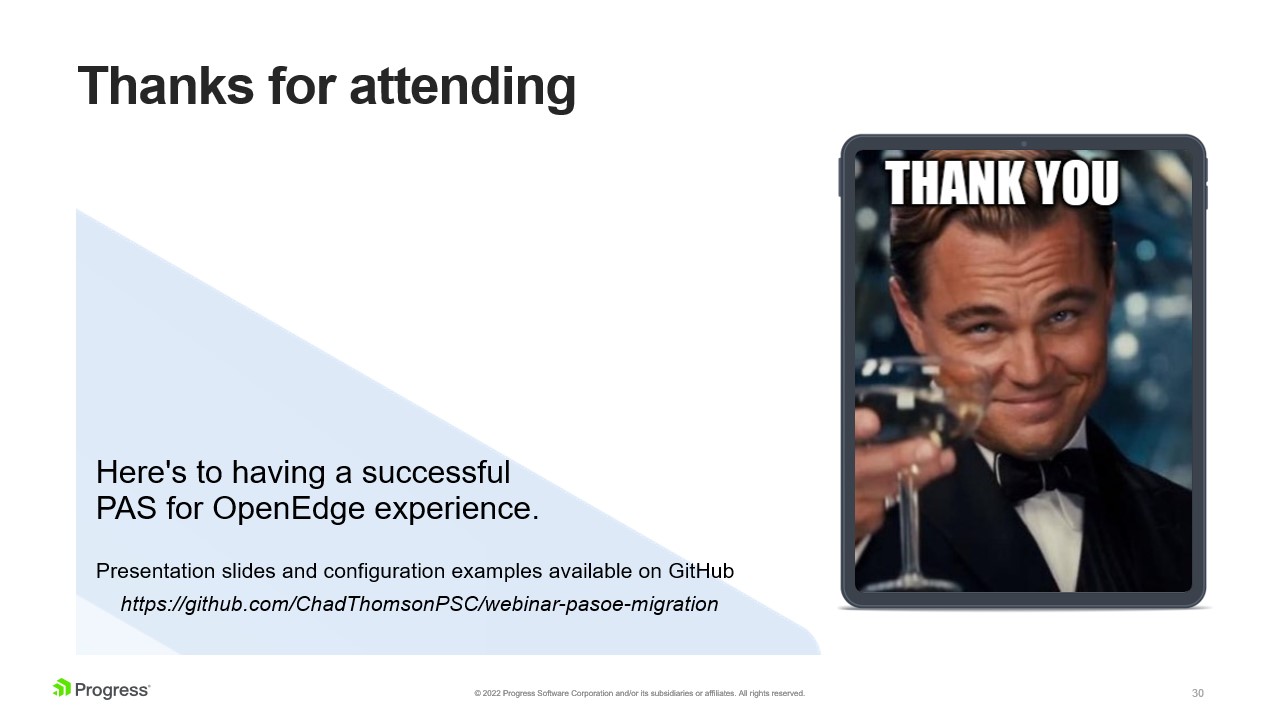 Thanks for attending
THANK YOU
Here's to having a successful
PAS for OpenEdge experience.
Presentation slides and configuration examples available on GitHub
https://github.com/ChadThomsonPSC/webinar-pasoe-migration
Progress
© 2022 Progress Software Corporation and/or its subsidiaries or affiliates. All rights reserved.
30